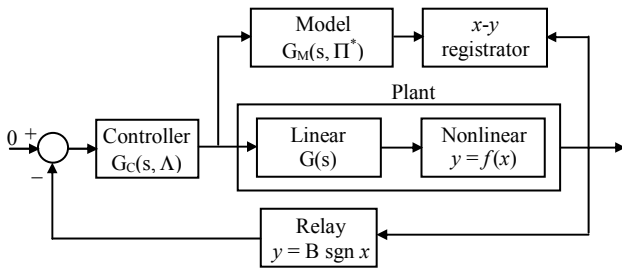 Model
G_M(s, Π*)
x-y
registrator
Plant
0
+
−
Controller
G_C(s, Λ)
Linear
G(s)
Nonlinear
y = f(x)
Relay
y = B sgn x